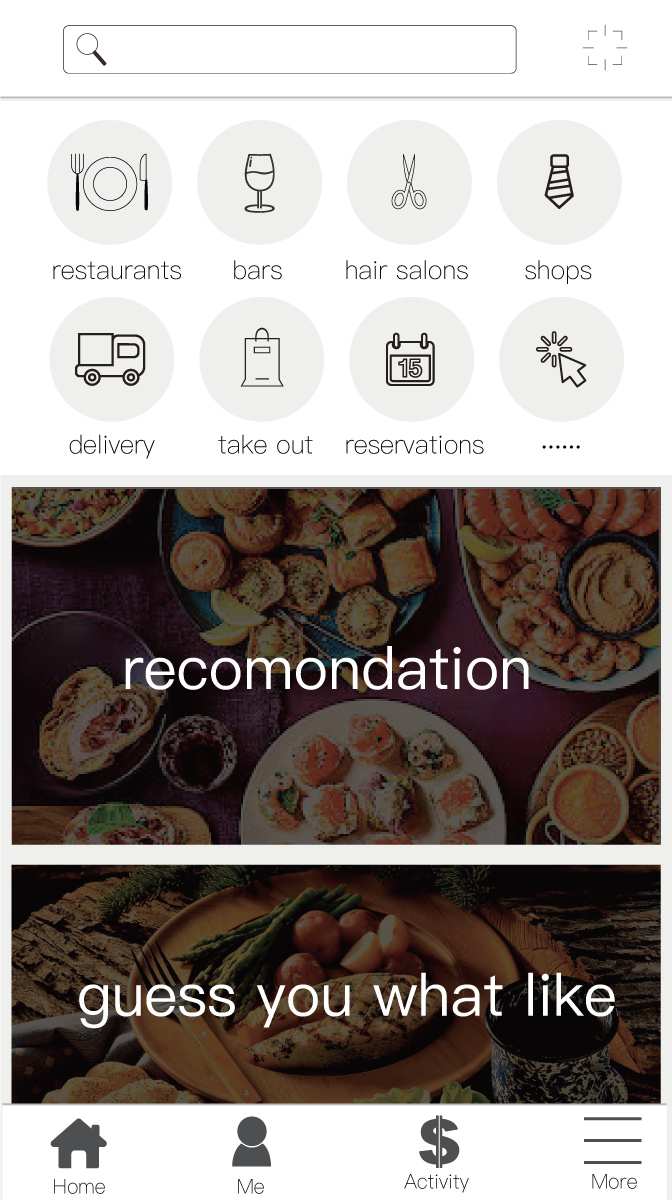 restaurants bars hair salons shops
15
delivery take out reservations ......
recomondation
guess you what like
Home Me Activity More